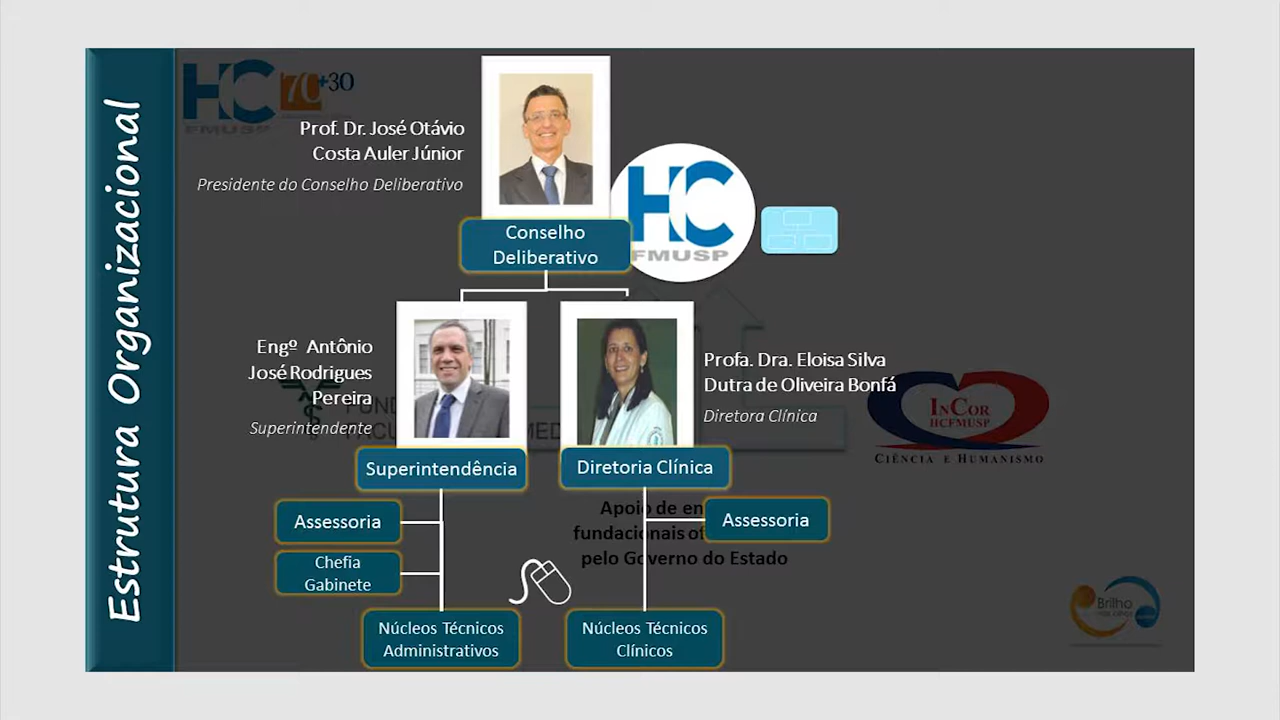 Estrutura Organizacional
HC
70+30
FMUSP
Prof. Dr. José Otávio
Costa Auler Júnior
Presidente do Conselho Deliberativo
HC
FMUSP
Conselho
Deliberativo
Engº Antônio
José Rodrigues
Pereira
Superintendente
Profa. Dra. Eloisa Silva
Dutra de Oliveira Bonfá
Diretora Clínica
InCor
HCFMUSP
Ciência e Humanismo
Superintendência
Diretoria Clínica
Assessoria
Chefia
Gabinete
Assessoria
Apoio de
fundacionais
pelo Governo do Estado
Núcleos Técnicos
Administrativos
Núcleos Técnicos
Clínicos
Brilho